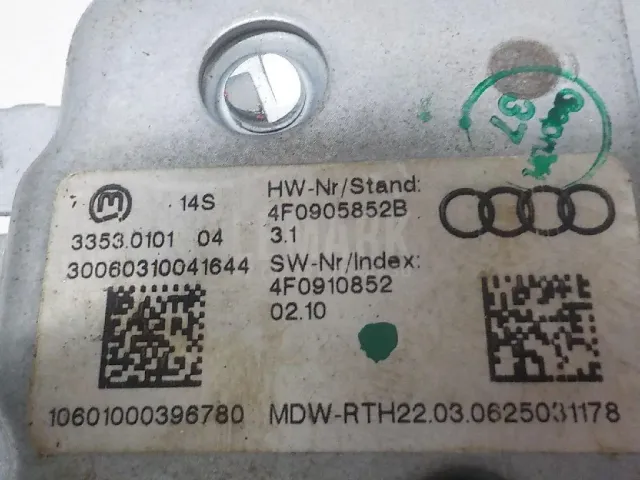 14S
3353.0101 04
30060310041644
HW-Nr/Stand:
4F0905852B
3.1
SW-Nr/Index:
4F0910852
02.10
37
10601000396780
MDW-RTH22.03.0625031178